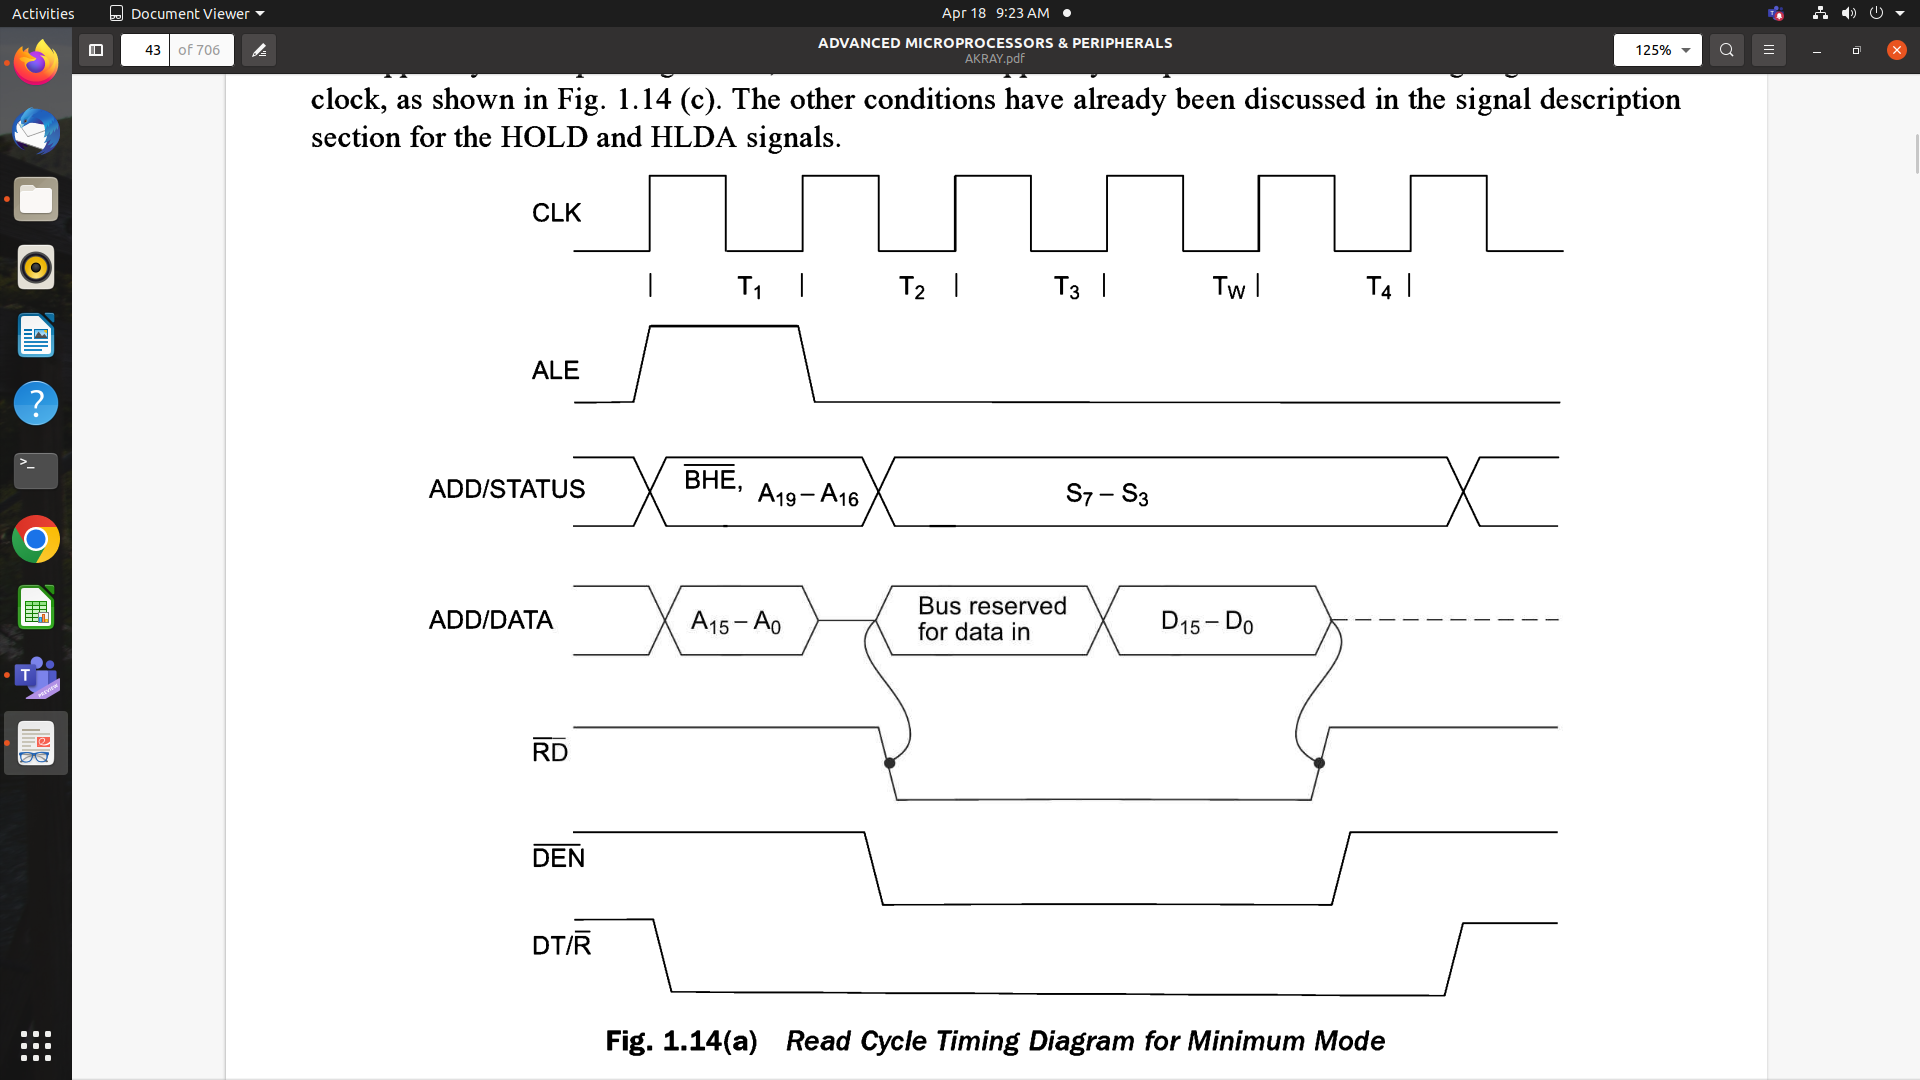 Activities Document Viewer Apr 18 9:23 AM
43 of 706 ADVANCED MICROPROCESSORS & PERIPHERALS 125%
AKRAY.pdf
clock, as shown in Fig. 1.14 (c). The other conditions have already been discussed in the signal description
section for the HOLD and HLDA signals.
CLK
T1 T2 T3 TW T4
ALE
ADD/STATUS B̅H̅E̅, A19 – A16 S7 – S3
ADD/DATA A15 – A0 Bus reserved
for data in D15 – D0
R̅D̅
D̅E̅N̅
DT/R̅
Fig. 1.14(a) Read Cycle Timing Diagram for Minimum Mode